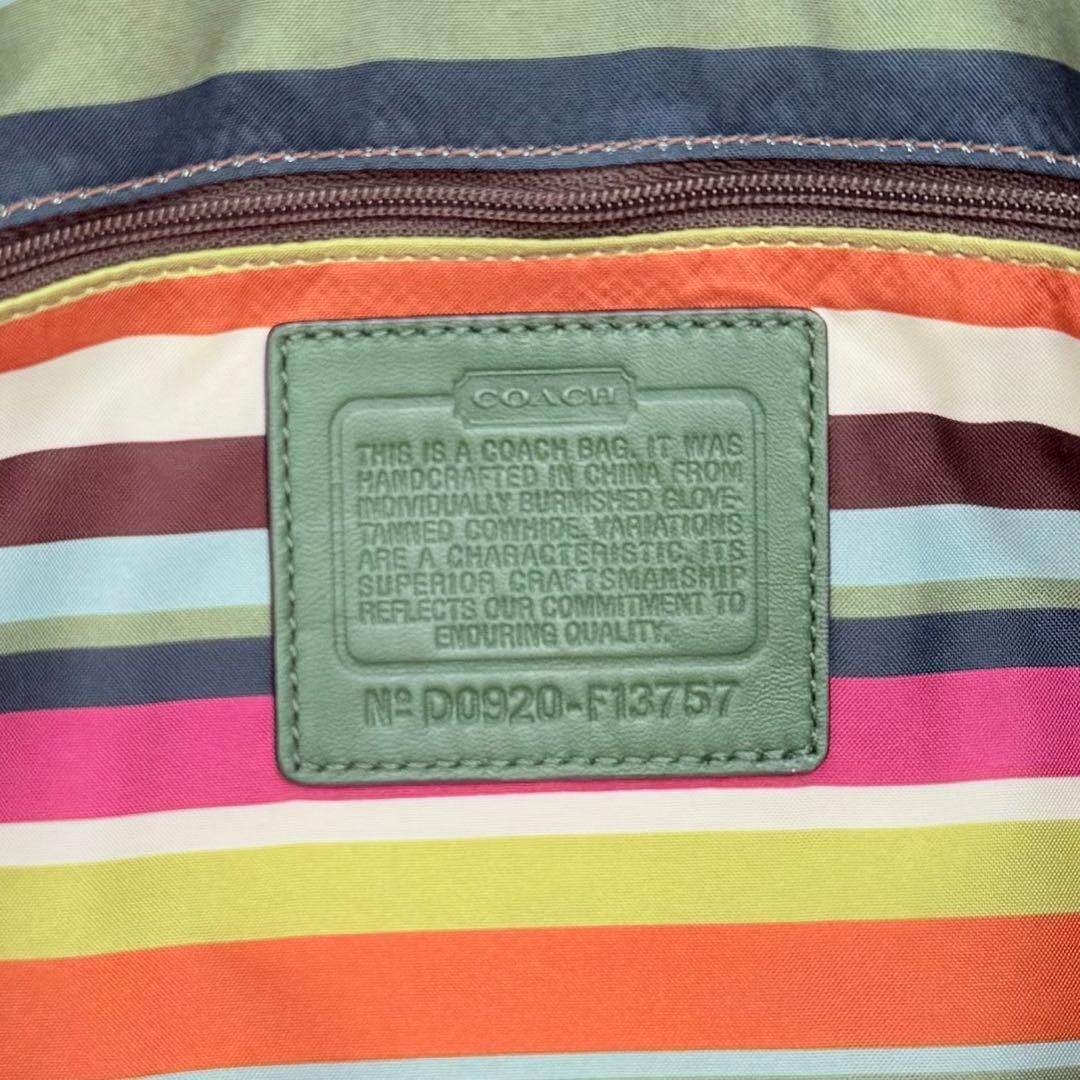 COACH
THIS IS A COACH BAG. IT WAS
HANDCRAFTED IN CHINA FROM
INDIVIDUALLY BURNISHED GLOVE-
TANNED COWHIDE. VARIATIONS
ARE A CHARACTERISTIC. ITS
SUPERIOR CRAFTSMANSHIP
REFLECTS OUR COMMITMENT TO
ENDURING QUALITY.
Nº D0920-F13757